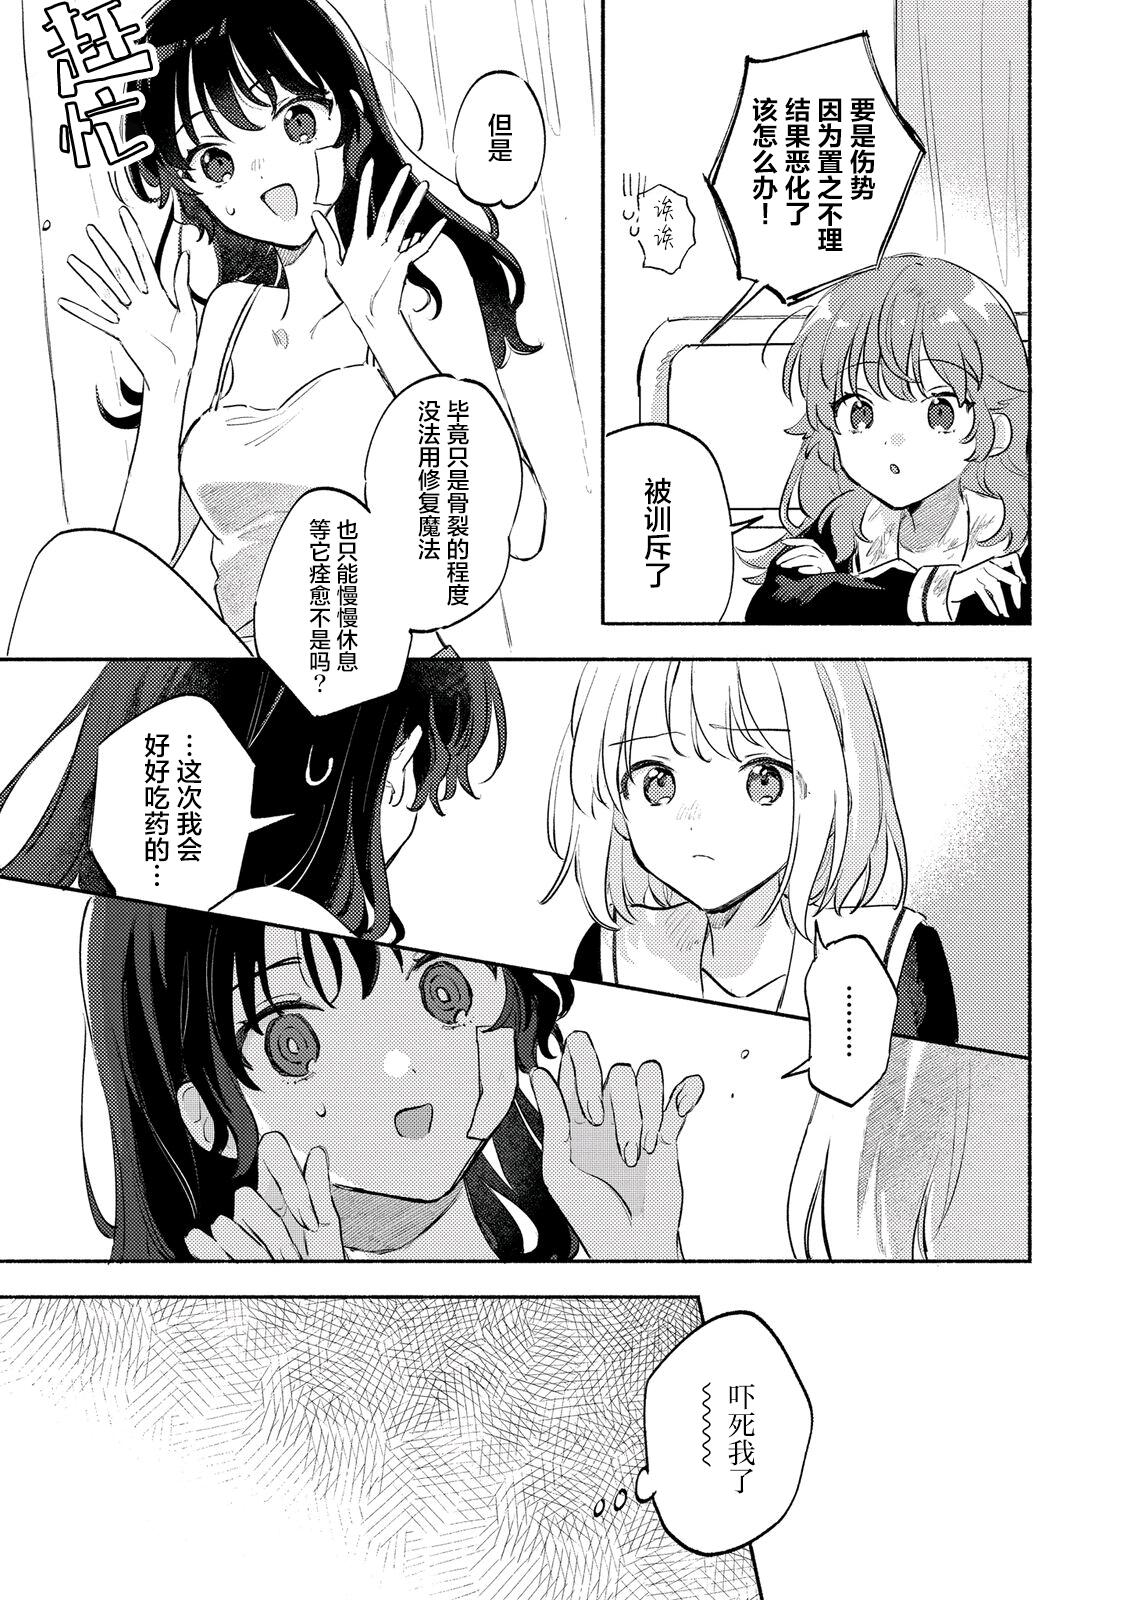 要是伤势
因为置之不理
结果恶化了
该怎么办！
诶
诶
被训斥了
但是
赶忙
毕竟只是骨裂的程度
没法用修复魔法
也只能慢慢休息
等它痊愈不是吗？
…这次我会
好好吃药的…
………
吓死我了